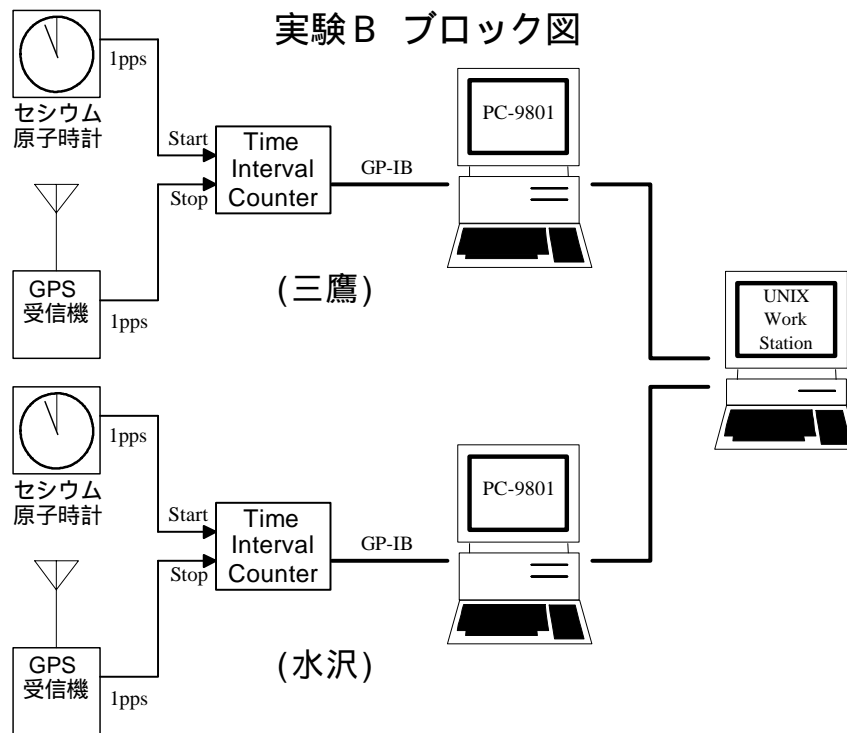 実験B ブロック図
1pps
セシウム
原子時計
Start
Stop
Time
Interval
Counter
GP-IB
PC-9801
GPS
受信機
1pps
(三鷹)
UNIX
Work
Station
1pps
セシウム
原子時計
Start
Stop
Time
Interval
Counter
GP-IB
PC-9801
GPS
受信機
1pps
(水沢)